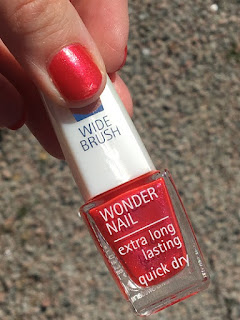 WIDE
BRUSH
WONDER
NAIL
extra long
lasting
quick dry